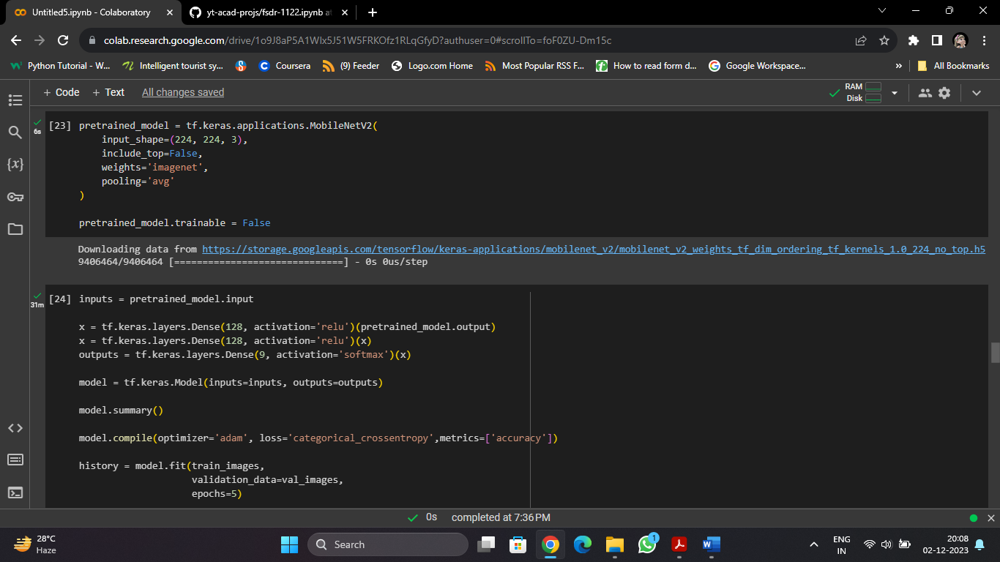 Untitled5.ipynb - Colaboratory
yt-acad-projs/fsdr-1122.ipynb at
colab.research.google.com/drive/1o9J8aP5A1WIx5J51W5FRKOfz1RLqGfyD?authuser=0#scrollTo=foF0ZU-Dm15c
Python Tutorial - W...
Intelligent tourist sy...
Coursera
(9) Feeder
Logo.com Home
Most Popular RSS F...
How to read form d...
Google Workspace...
»
All Bookmarks
+ Code + Text All changes saved
RAM
Disk
6s
[23] pretrained_model = tf.keras.applications.MobileNetV2(
input_shape=(224, 224, 3),
include_top=False,
weights='imagenet',
pooling='avg'
)
pretrained_model.trainable = False
Downloading data from https://storage.googleapis.com/tensorflow/keras-applications/mobilenet_v2/mobilenet_v2_weights_tf_dim_ordering_tf_kernels_1.0_224_no_top.h5
9406464/9406464 [==============================] - 0s 0us/step
31m
[24] inputs = pretrained_model.input
x = tf.keras.layers.Dense(128, activation='relu')(pretrained_model.output)
x = tf.keras.layers.Dense(128, activation='relu')(x)
outputs = tf.keras.layers.Dense(9, activation='softmax')(x)
model = tf.keras.Model(inputs=inputs, outputs=outputs)
model.summary()
model.compile(optimizer='adam', loss='categorical_crossentropy',metrics=['accuracy'])
history = model.fit(train_images,
validation_data=val_images,
epochs=5)
0s completed at 7:36 PM
28°C
Haze
Search
1
ENG
IN
20:08
02-12-2023